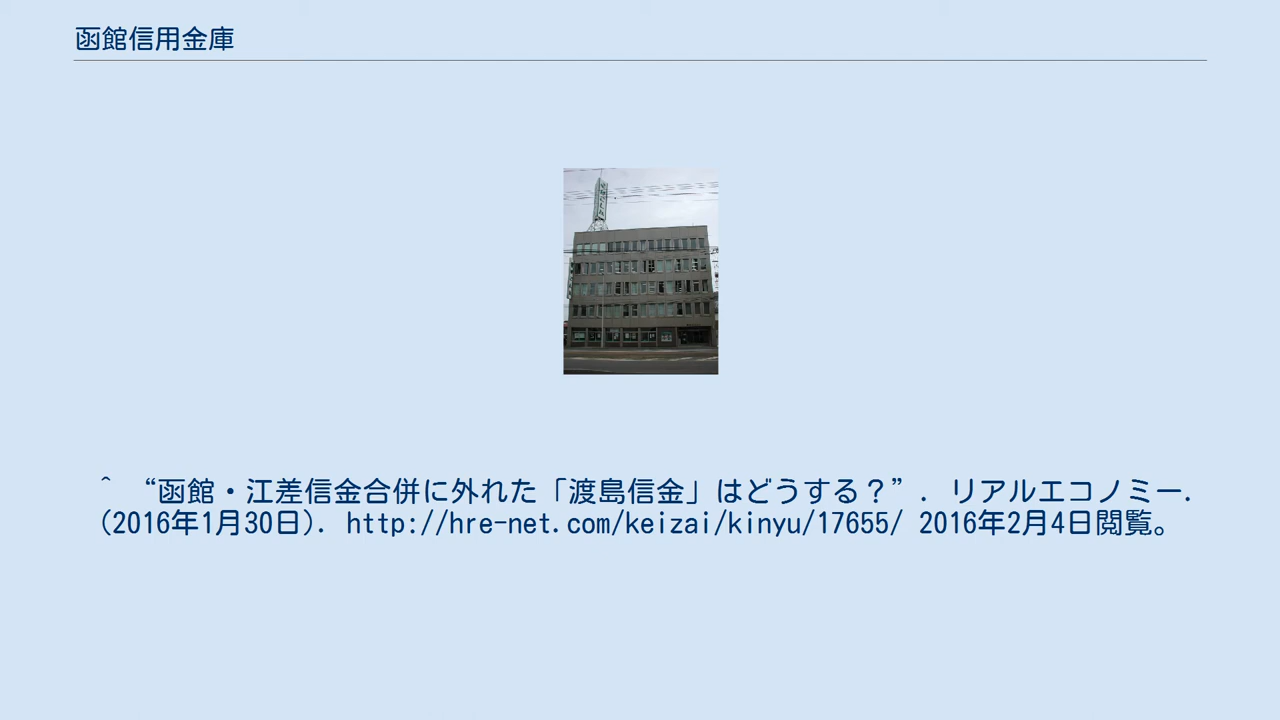 函館信用金庫
^ “函館・江差信金合併に外れた「渡島信金」はどうする？”. リアルエコノミー.
(2016年1月30日). http://hre-net.com/keizai/kinyu/17655/ 2016年2月4日閲覧。